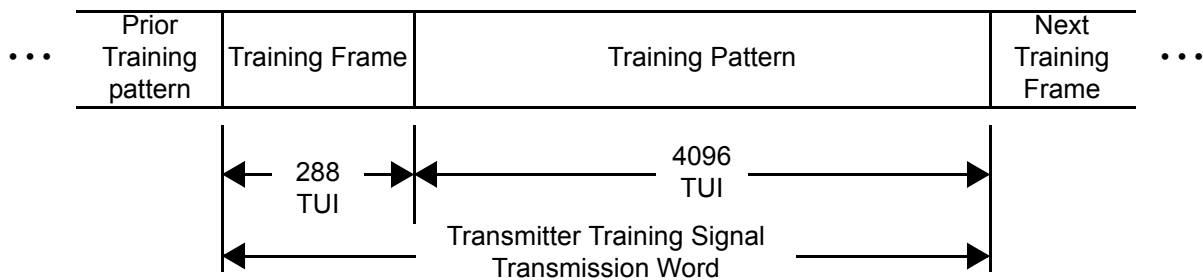 Prior
Training
pattern
Training Frame
Training Pattern
Next
Training
Frame
• • •
• • •
288
TUI
4096
TUI
Transmitter Training Signal
Transmission Word